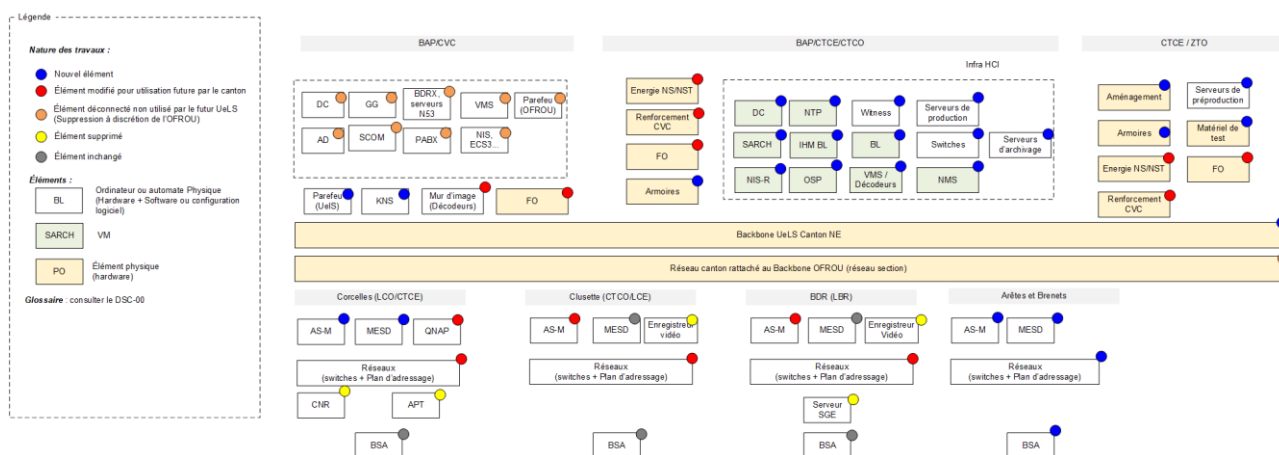 Légende
Nature des travaux :
Nouvel élément
Élément modifié pour utilisation future par le canton
Élément déconnecté non utilisé par le futur UeLS
(Suppression à discrétion de l'OFROU)
Élément supprimé
Élément inchangé
Éléments :
BL
Ordinateur ou automate Physique
(Hardware + Software ou configuration
logiciel)
SARCH
VM
PO
Élément physique
(hardware)
Glossaire : consulter le DSC-00
BAP/CVC
DC
GG
BDRX,
serveurs
N53
VMS
Parefeu
(OFROU)
AD
SCOM
PABX
NIS,
ECS3...
Parefeu
(UelS)
KNS
Mur d'image
(Décodeurs)
FO
BAP/CTCE/CTCO
Infra HCI
Energie NS/NST
Renforcement
CVC
FO
Armoires
DC
NTP
Witness
Serveurs de
production
SARCH
IHM BL
BL
Switches
Serveurs
d'archivage
NIS-R
OSP
VMS /
Décodeurs
NMS
CTCE / ZTO
Aménagement
Serveurs de
préproduction
Armoires
Matériel de
test
Energie NS/NST
FO
Renforcement
CVC
Backbone UeLS Canton NE
Réseau canton rattaché au Backbone OFROU (réseau section)
Corcelles (LCO/CTCE)
AS-M
MESD
QNAP
Réseaux
(switches + Plan d'adressage)
CNR
APT
BSA
Clusette (CTCO/LCE)
AS-M
MESD
Enregistreur
vidéo
Réseaux
(switches + Plan d'adressage)
BSA
BDR (LBR)
AS-M
MESD
Enregistreur
Vidéo
Réseaux
(switches + Plan d'adressage)
Serveur
SGE
BSA
Arêtes et Brenets
AS-M
MESD
Réseaux
(switches + Plan d'adressage)
BSA